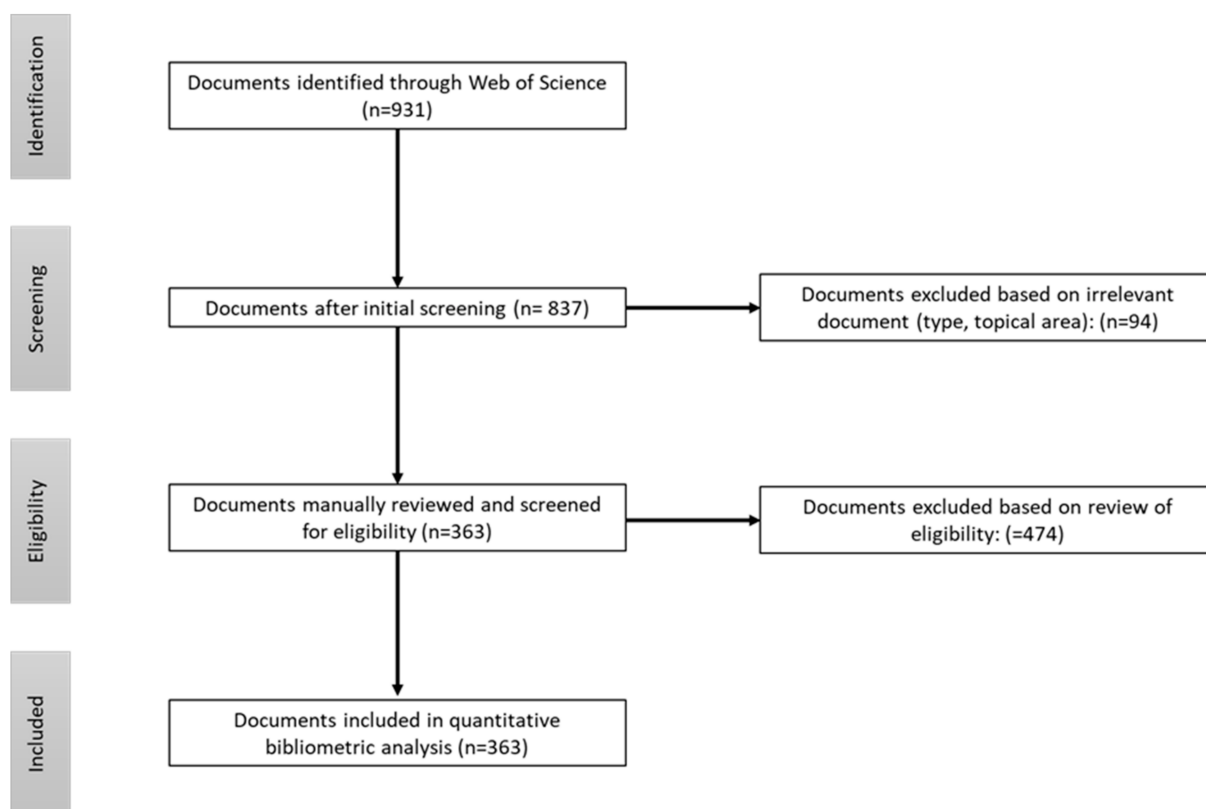 Identification
Documents identified through Web of Science
(n=931)
Screening
Documents after initial screening (n= 837)
Documents excluded based on irrelevant
document (type, topical area): (n=94)
Eligibility
Documents manually reviewed and screened
for eligibility (n=363)
Documents excluded based on review of
eligibility: (=474)
Included
Documents included in quantitative
bibliometric analysis (n=363)